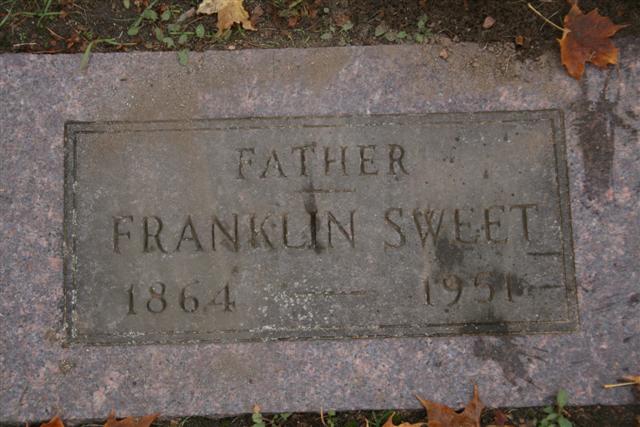 FATHER
FRANKLIN SWEET
1864 — 1951